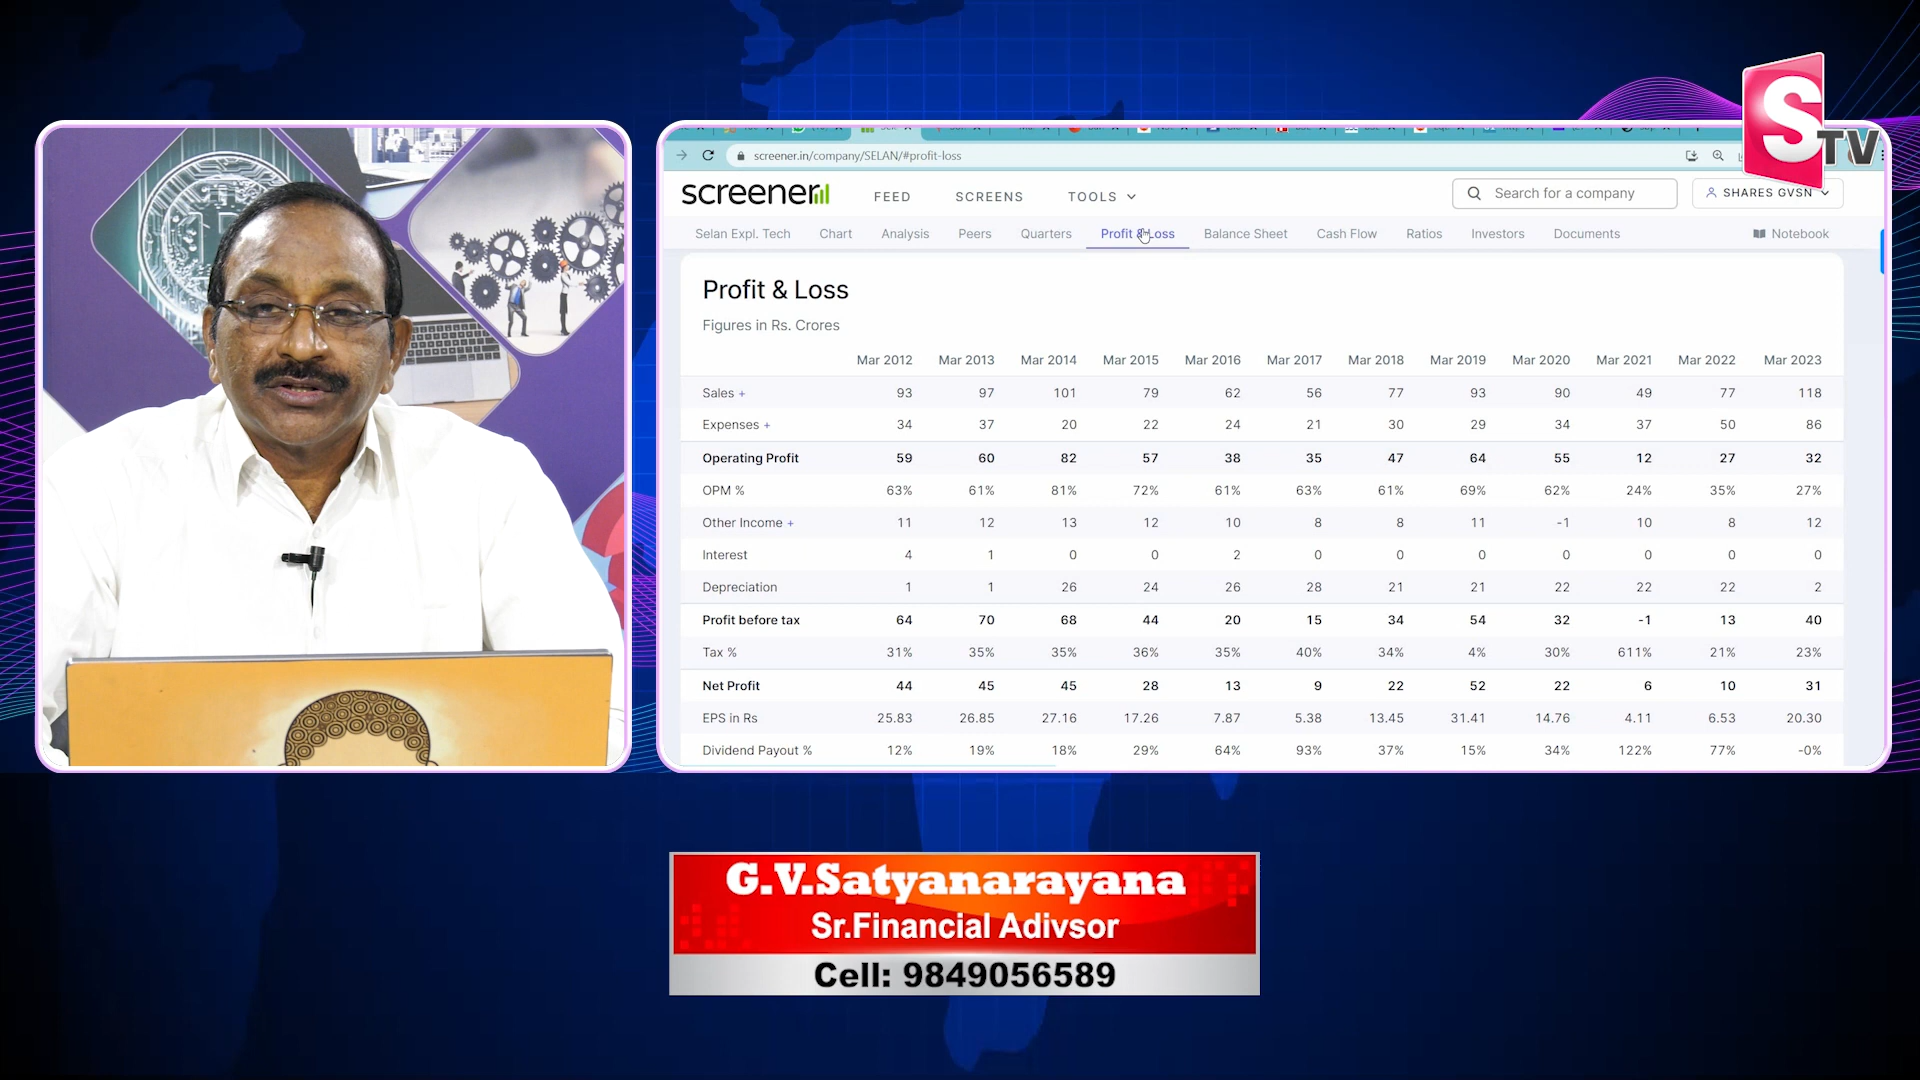 S TV
screener.in/company/SELAN/#profit-loss
screener
FEED SCREENS TOOLS
Search for a company
SHARES GVSN
Selan Expl. Tech Chart Analysis Peers Quarters Profit & Loss Balance Sheet Cash Flow Ratios Investors Documents Notebook
Profit & Loss
Figures in Rs. Crores
Mar 2012 Mar 2013 Mar 2014 Mar 2015 Mar 2016 Mar 2017 Mar 2018 Mar 2019 Mar 2020 Mar 2021 Mar 2022 Mar 2023
Sales + 93 97 101 79 62 56 77 93 90 49 77 118
Expenses + 34 37 20 22 24 21 30 29 34 37 50 86
Operating Profit 59 60 82 57 38 35 47 64 55 12 27 32
OPM % 63% 61% 81% 72% 61% 63% 61% 69% 62% 24% 35% 27%
Other Income + 11 12 13 12 10 8 8 11 -1 10 8 12
Interest 4 1 0 0 2 0 0 0 0 0 0 0
Depreciation 1 1 26 24 26 28 21 21 22 22 22 2
Profit before tax 64 70 68 44 20 15 34 54 32 -1 13 40
Tax % 31% 35% 35% 36% 35% 40% 34% 4% 30% 611% 21% 23%
Net Profit 44 45 45 28 13 9 22 52 22 6 10 31
EPS in Rs 25.83 26.85 27.16 17.26 7.87 5.38 13.45 31.41 14.76 4.11 6.53 20.30
Dividend Payout % 12% 19% 18% 29% 64% 93% 37% 15% 34% 122% 77% -0%
G.V.Satyanarayana
Sr.Financial Adivsor
Cell: 9849056589